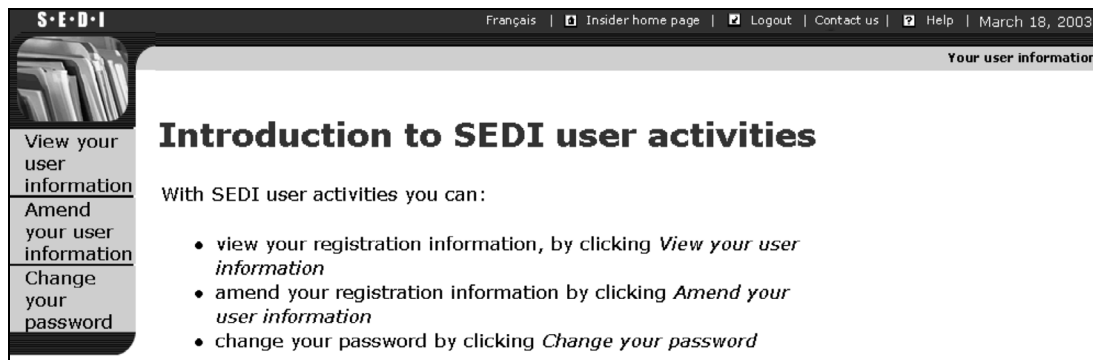 S•E•D•I
Français | Insider home page | Logout | Contact us | ? Help | March 18, 2003
Your user information
View your
user
information
Amend
your user
information
Change
your
password
Introduction to SEDI user activities
With SEDI user activities you can:
• view your registration information, by clicking View your user
information
• amend your registration information by clicking Amend your
user information
• change your password by clicking Change your password